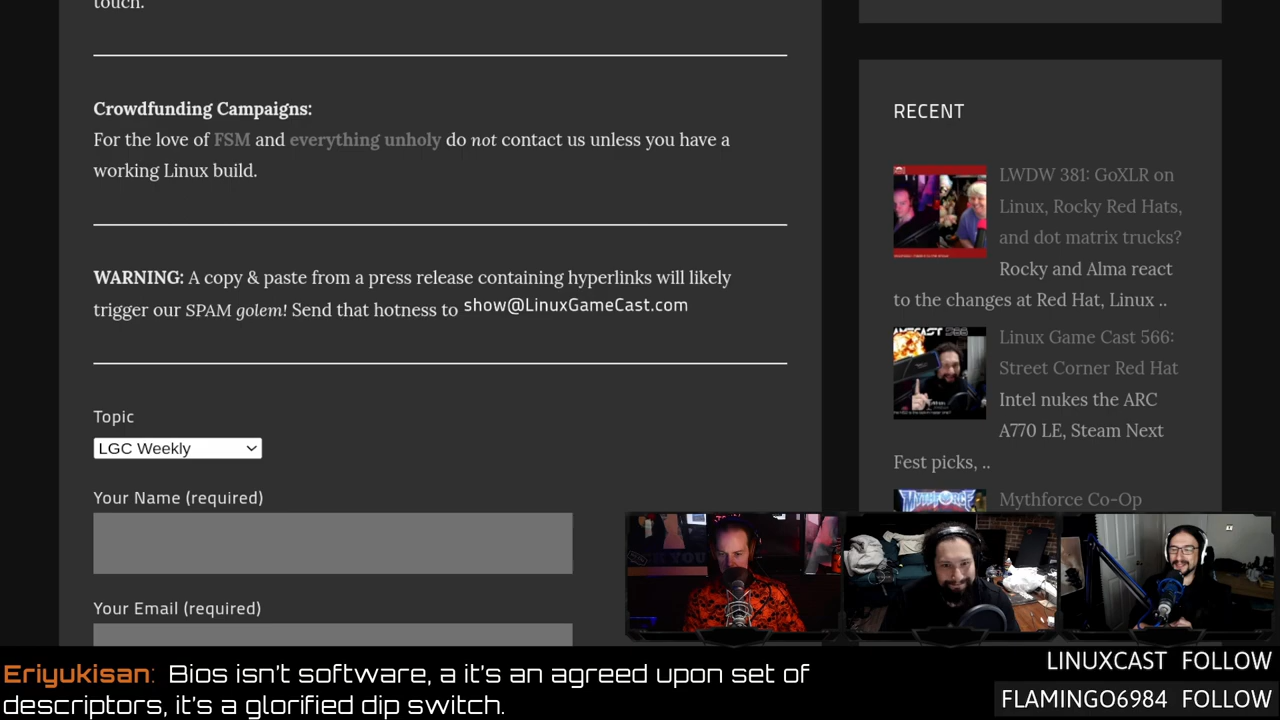 touch.
Crowdfunding Campaigns:
For the love of FSM and everything unholy do not contact us unless you have a
working Linux build.
WARNING: A copy & paste from a press release containing hyperlinks will likely
trigger our SPAM golem! Send that hotness to show@LinuxGameCast.com
Topic
LGC Weekly
Your Name (required)
Your Email (required)
RECENT
LWDW 381: GoXLR on
Linux, Rocky Red Hats,
and dot matrix trucks?
Rocky and Alma react
to the changes at Red Hat, Linux ..
Linux Game Cast 566:
Street Corner Red Hat
Intel nukes the ARC
A770 LE, Steam Next
Fest picks, ..
Mythforce Co-Op
Eriyukisan: Bios isn't software, a it's an agreed upon set of
descriptors, it's a glorified dip switch.
LINUXCAST FOLLOW
FLAMINGO6984 FOLLOW